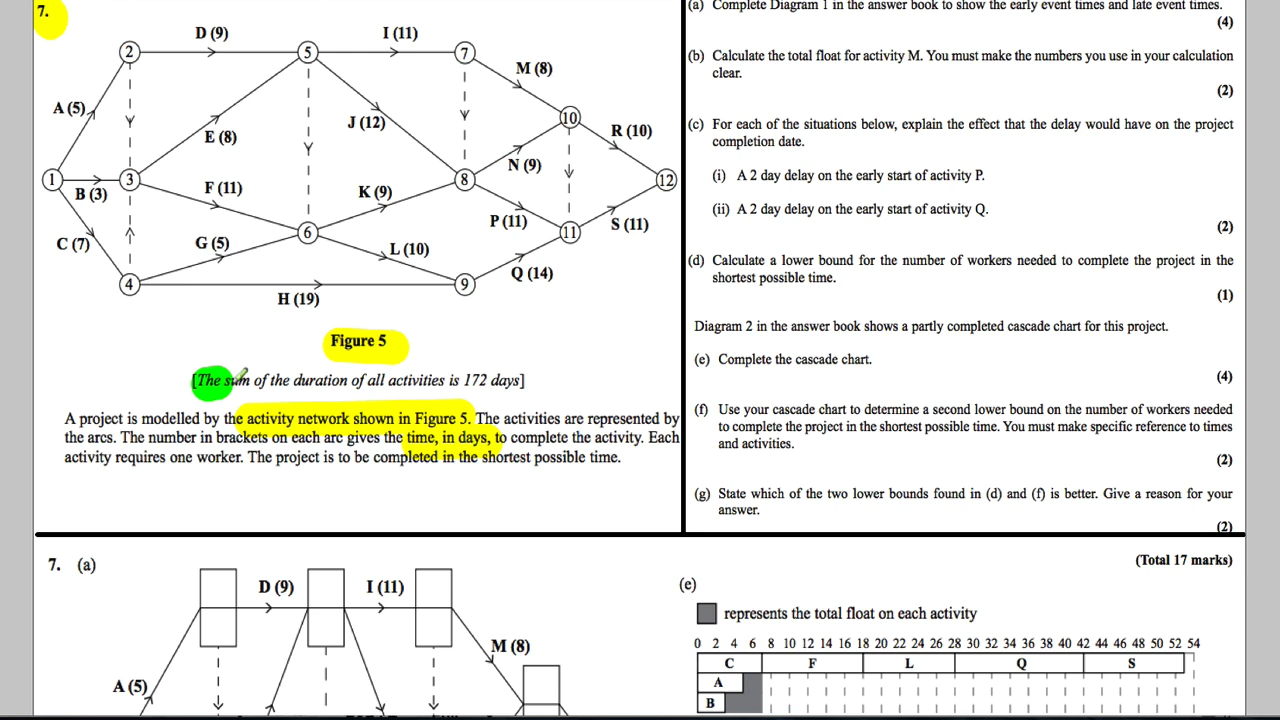 7.
D (9)
I (11)
2
5
7
M (8)
A (5)
10
J (12)
R (10)
E (8)
N (9)
1
3
8
12
B (3)
F (11)
K (9)
P (11)
S (11)
C (7)
G (5)
6
11
L (10)
Q (14)
4
9
H (19)
Figure 5
[The sum of the duration of all activities is 172 days]
A project is modelled by the activity network shown in Figure 5. The activities are represented by
the arcs. The number in brackets on each arc gives the time, in days, to complete the activity. Each
activity requires one worker. The project is to be completed in the shortest possible time.
(a) Complete Diagram 1 in the answer book to show the early event times and late event times.
(4)
(b) Calculate the total float for activity M. You must make the numbers you use in your calculation
clear.
(2)
(c) For each of the situations below, explain the effect that the delay would have on the project
completion date.
(i) A 2 day delay on the early start of activity P.
(ii) A 2 day delay on the early start of activity Q.
(2)
(d) Calculate a lower bound for the number of workers needed to complete the project in the
shortest possible time.
(1)
Diagram 2 in the answer book shows a partly completed cascade chart for this project.
(e) Complete the cascade chart.
(4)
(f) Use your cascade chart to determine a second lower bound on the number of workers needed
to complete the project in the shortest possible time. You must make specific reference to times
and activities.
(2)
(g) State which of the two lower bounds found in (d) and (f) is better. Give a reason for your
answer.
(2)
(Total 17 marks)
7. (a)
D (9)
I (11)
M (8)
A (5)
(e)
represents the total float on each activity
0 2 4 6 8 10 12 14 16 18 20 22 24 26 28 30 32 34 36 38 40 42 44 46 48 50 52 54
C F L Q S
A
B